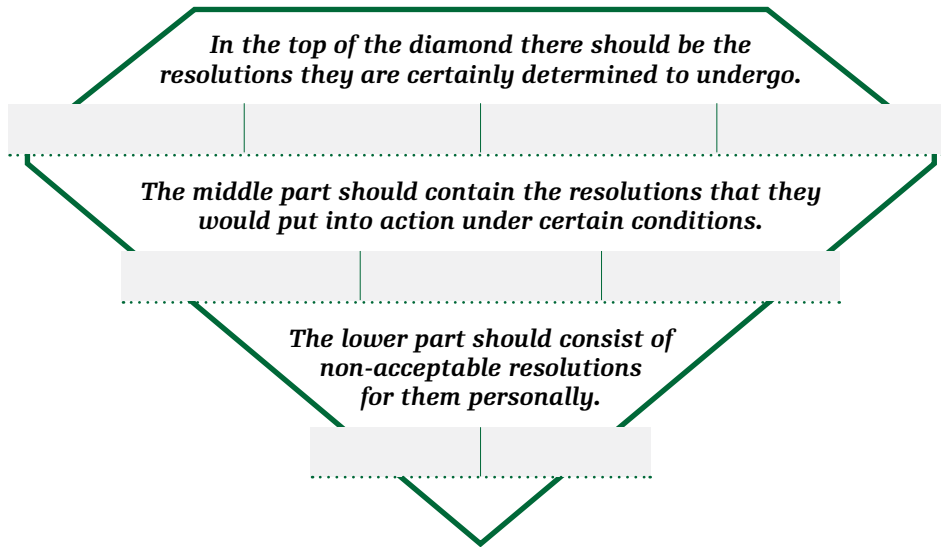 In the top of the diamond there should be the
resolutions they are certainly determined to undergo.
The middle part should contain the resolutions that they
would put into action under certain conditions.
The lower part should consist of
non-acceptable resolutions
for them personally.